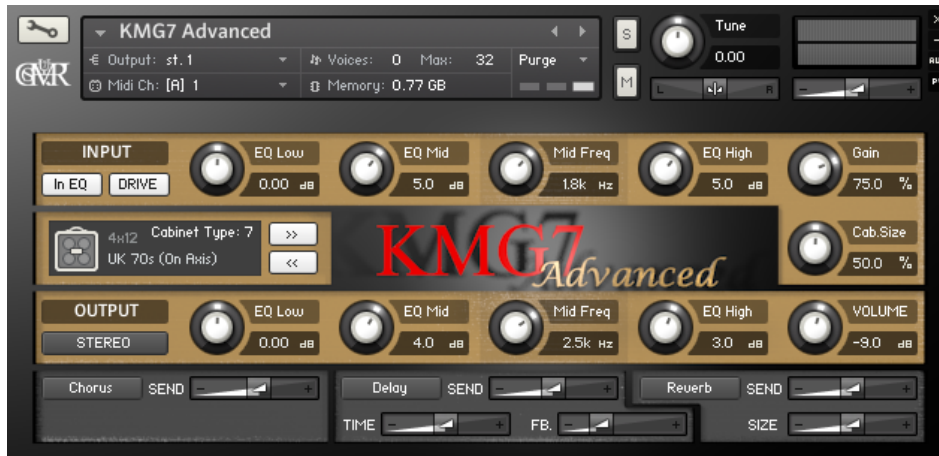 KMG7 Advanced
Output: st. 1
Voices: 0 Max: 32 Purge
Midi Ch: [A] 1
Memory: 0.77 GB
S
M
Tune
0.00
L R
- +
INPUT
In EQ DRIVE
EQ Low
0.00 dB
EQ Mid
5.0 dB
Mid Freq
1.8k Hz
EQ High
5.0 dB
Gain
75.0 %
4x12 Cabinet Type: 7
UK 70s (On Axis)
>>
<<
KMG7
Advanced
Cab.Size
50.0 %
OUTPUT
STEREO
EQ Low
0.00 dB
EQ Mid
4.0 dB
Mid Freq
2.5k Hz
EQ High
3.0 dB
VOLUME
-9.0 dB
Chorus SEND - +
Delay SEND - +
Reverb SEND - +
TIME - + FB. - +
SIZE - +